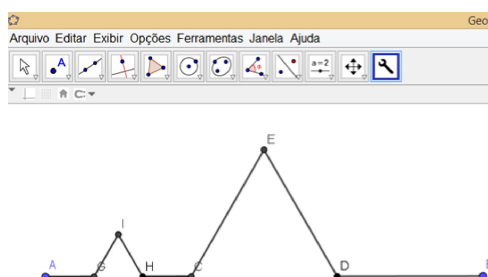 Geo
Arquivo Editar Exibir Opções Ferramentas Janela Ajuda
A
a=2
E
I
A G H C D